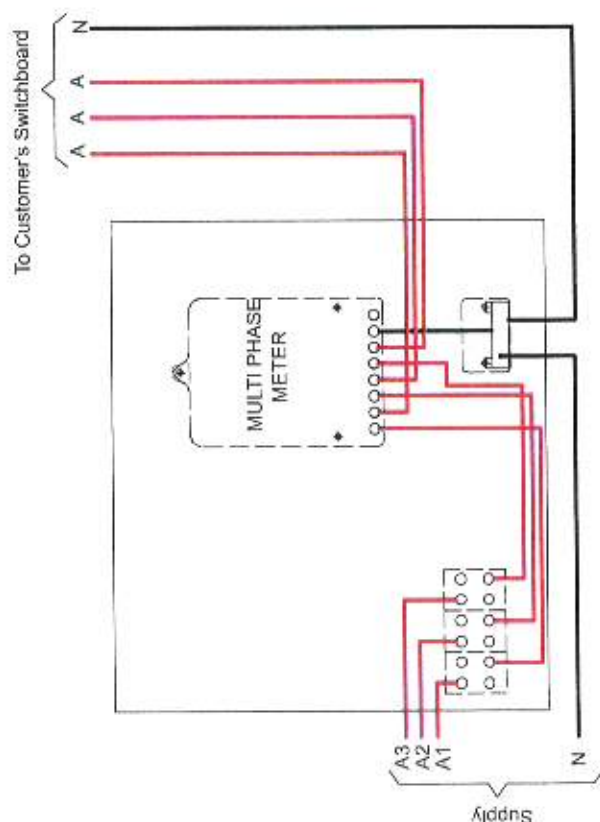 To Customer's Switchboard
N
A
A
A
MULTI PHASE
METER
A3
A2
A1
N
Supply